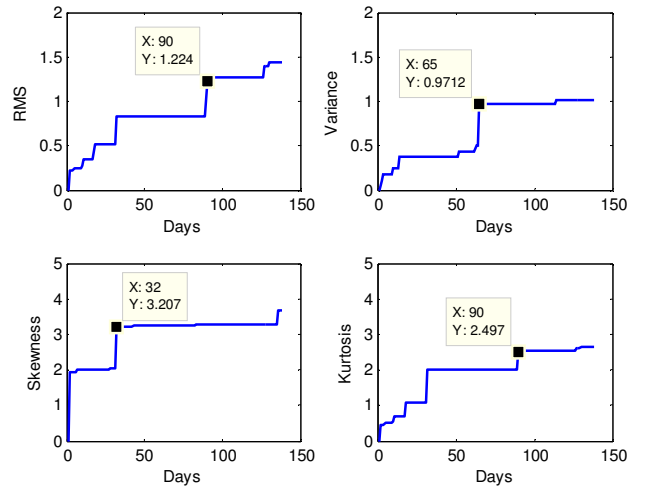 2
1.5
1
0.5
0
RMS
X: 90
Y: 1.224
0
50
100
150
Days
2
1.5
1
0.5
0
Variance
X: 65
Y: 0.9712
0
50
100
150
Days
5
4
3
2
1
0
Skewness
X: 32
Y: 3.207
0
50
100
150
Days
5
4
3
2
1
0
Kurtosis
X: 90
Y: 2.497
0
50
100
150
Days